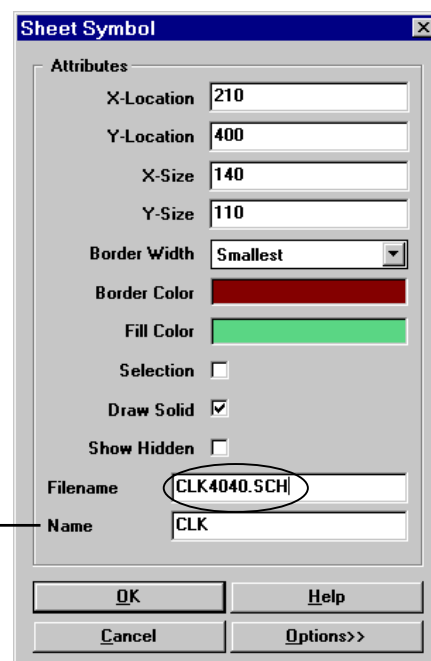 Sheet Symbol
Attributes
X-Location 210
Y-Location 400
X-Size 140
Y-Size 110
Border Width Smallest
Border Color
Fill Color
Selection
Draw Solid
Show Hidden
Filename CLK4040.SCH
Name CLK
OK Help
Cancel Options>>